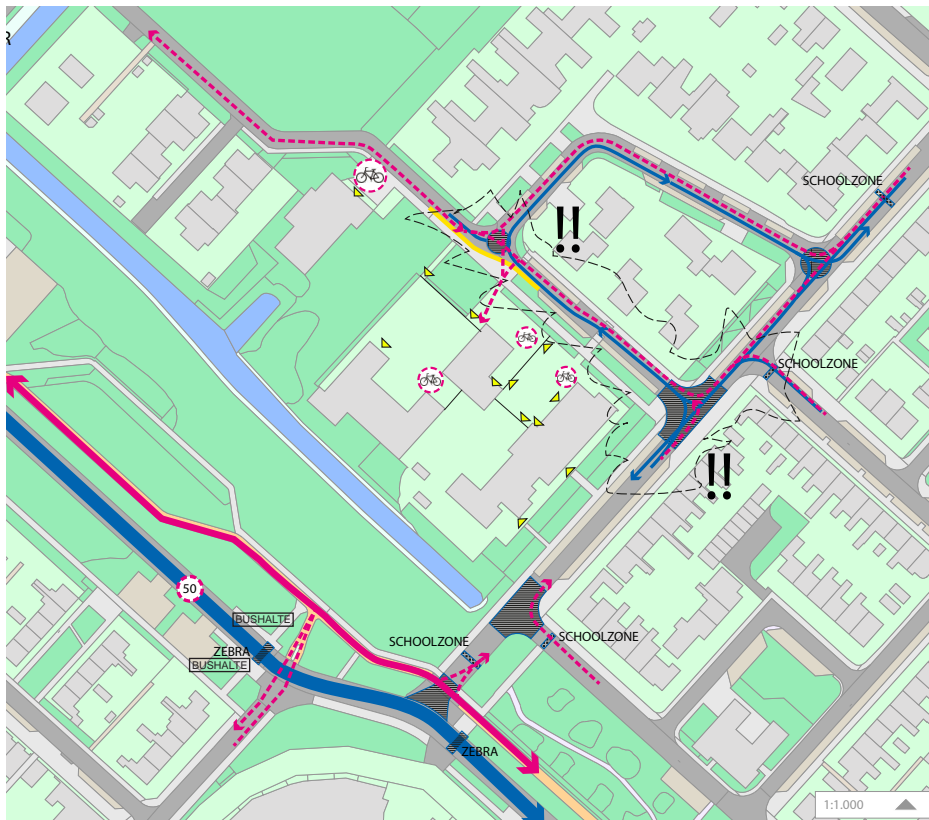 R
SCHOOLZONE
!!
SCHOOLZONE
!!
50
BUSHALTE
SCHOOLZONE
SCHOOLZONE
ZEBRA
BUSHALTE
ZEBRA
1:1.000